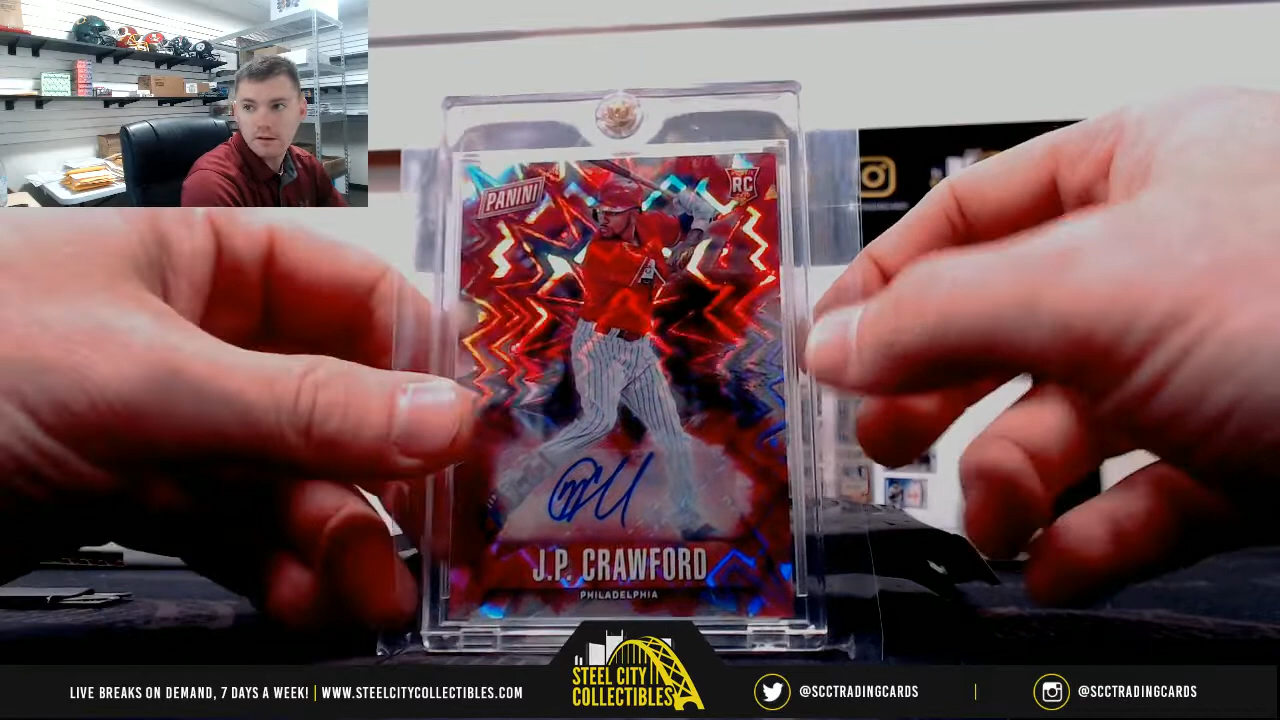 PANINI
RC
J.P. CRAWFORD
PHILADELPHIA
LIVE BREAKS ON DEMAND, 7 DAYS A WEEK! | WWW.STEELCITYCOLLECTIBLES.COM
STEEL CITY
COLLECTIBLES
@SCCTRADINGCARDS | @SCCTRADINGCARDS